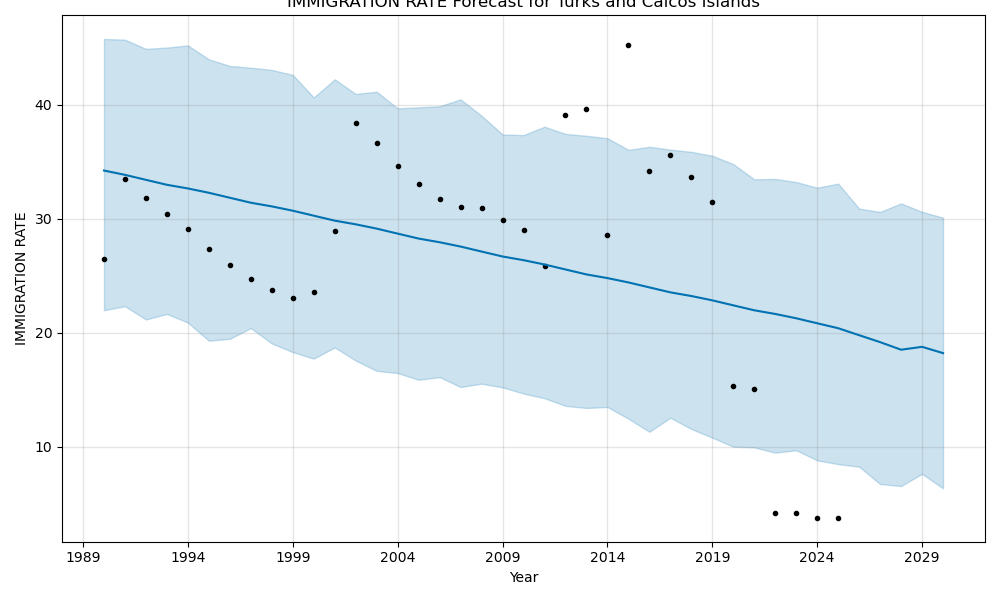 IMMIGRATION RATE Forecast for Turks and Caicos Islands
40
30
20
10
IMMIGRATION RATE
1989 1994 1999 2004 2009 2014 2019 2024 2029
Year